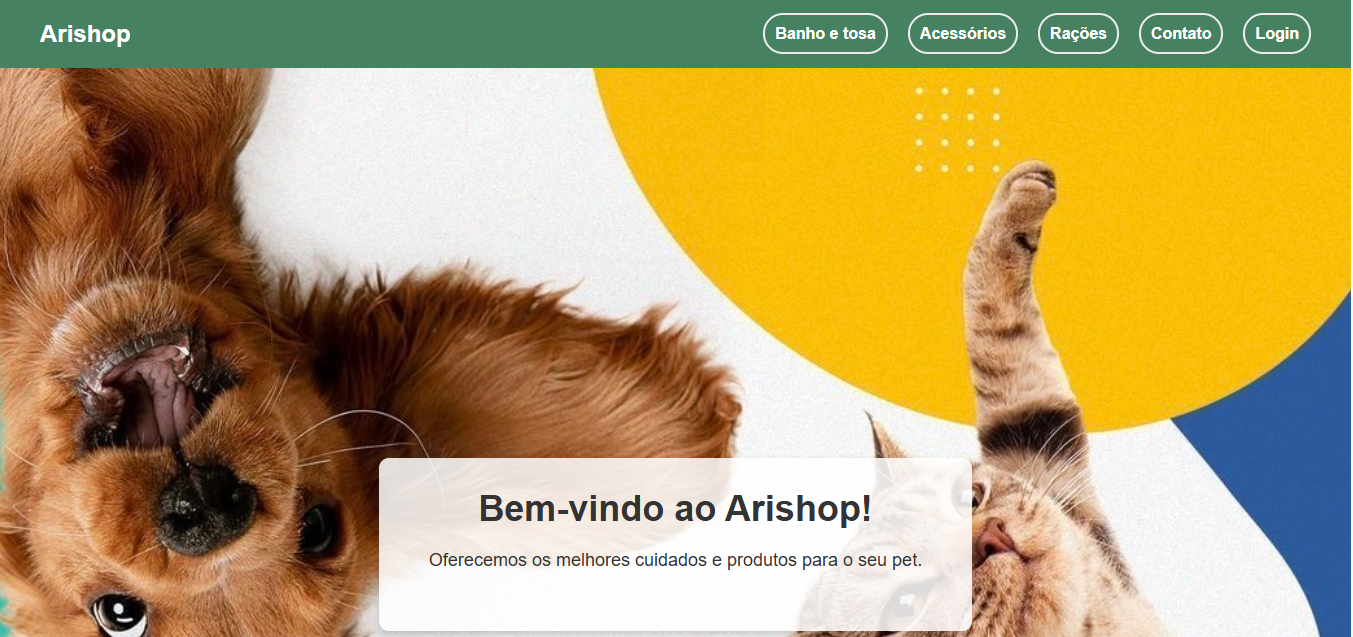 Arishop
Banho e tosa
Acessórios
Rações
Contato
Login
Bem-vindo ao Arishop!
Oferecemos os melhores cuidados e produtos para o seu pet.